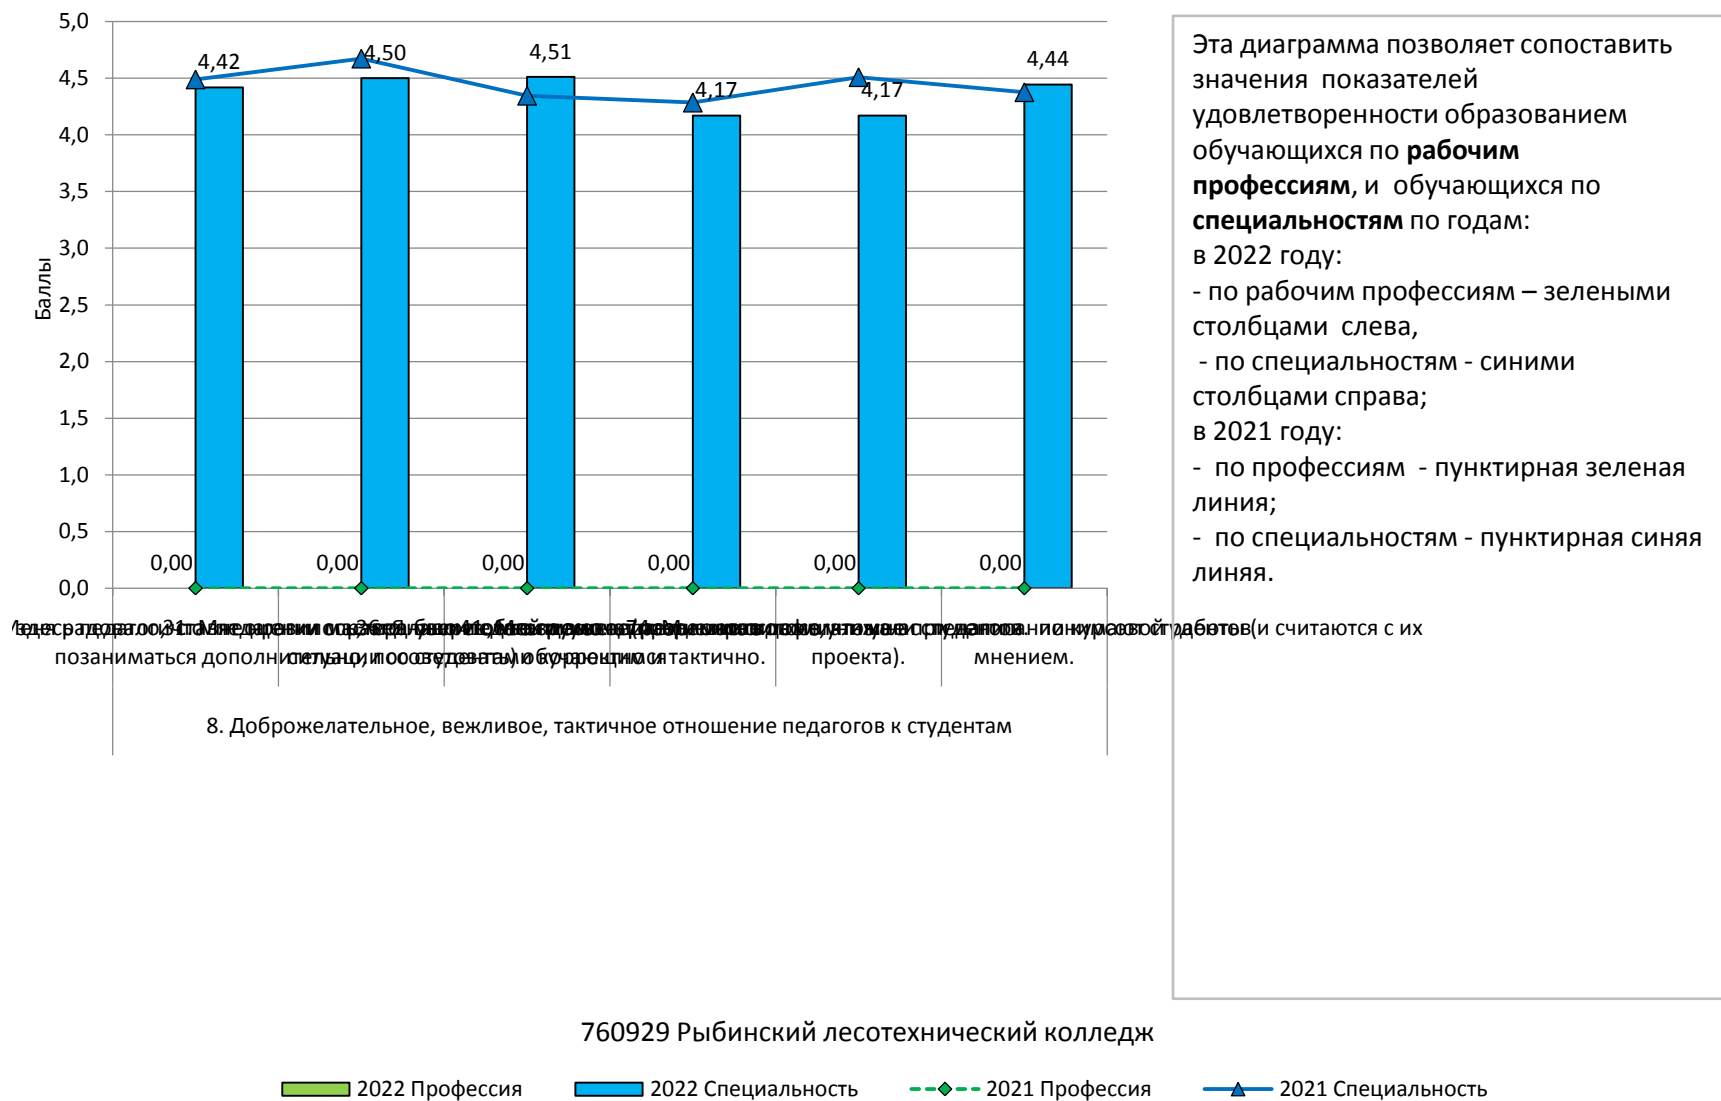 5,0
4,5
4,0
3,5
3,0
2,5
2,0
1,5
1,0
0,5
0,0
Баллы
4,42
4,50
4,51
4,17
4,17
4,44
0,00
0,00
0,00
0,00
0,00
0,00
позаниматься дополнительно, посоветовать)
обучающимся
тактично.
проекта).
мнением.
8. Доброжелательное, вежливое, тактичное отношение педагогов к студентам
Эта диаграмма позволяет сопоставить
значения показателей
удовлетворенности образованием
обучающихся по рабочим
профессиям, и обучающихся по
специальностям по годам:
в 2022 году:
- по рабочим профессиям – зелеными
столбцами слева,
- по специальностям - синими
столбцами справа;
в 2021 году:
- по профессиям - пунктирная зеленая
линия;
- по специальностям - пунктирная синяя
линяя.
760929 Рыбинский лесотехнический колледж
2022 Профессия
2022 Специальность
2021 Профессия
2021 Специальность